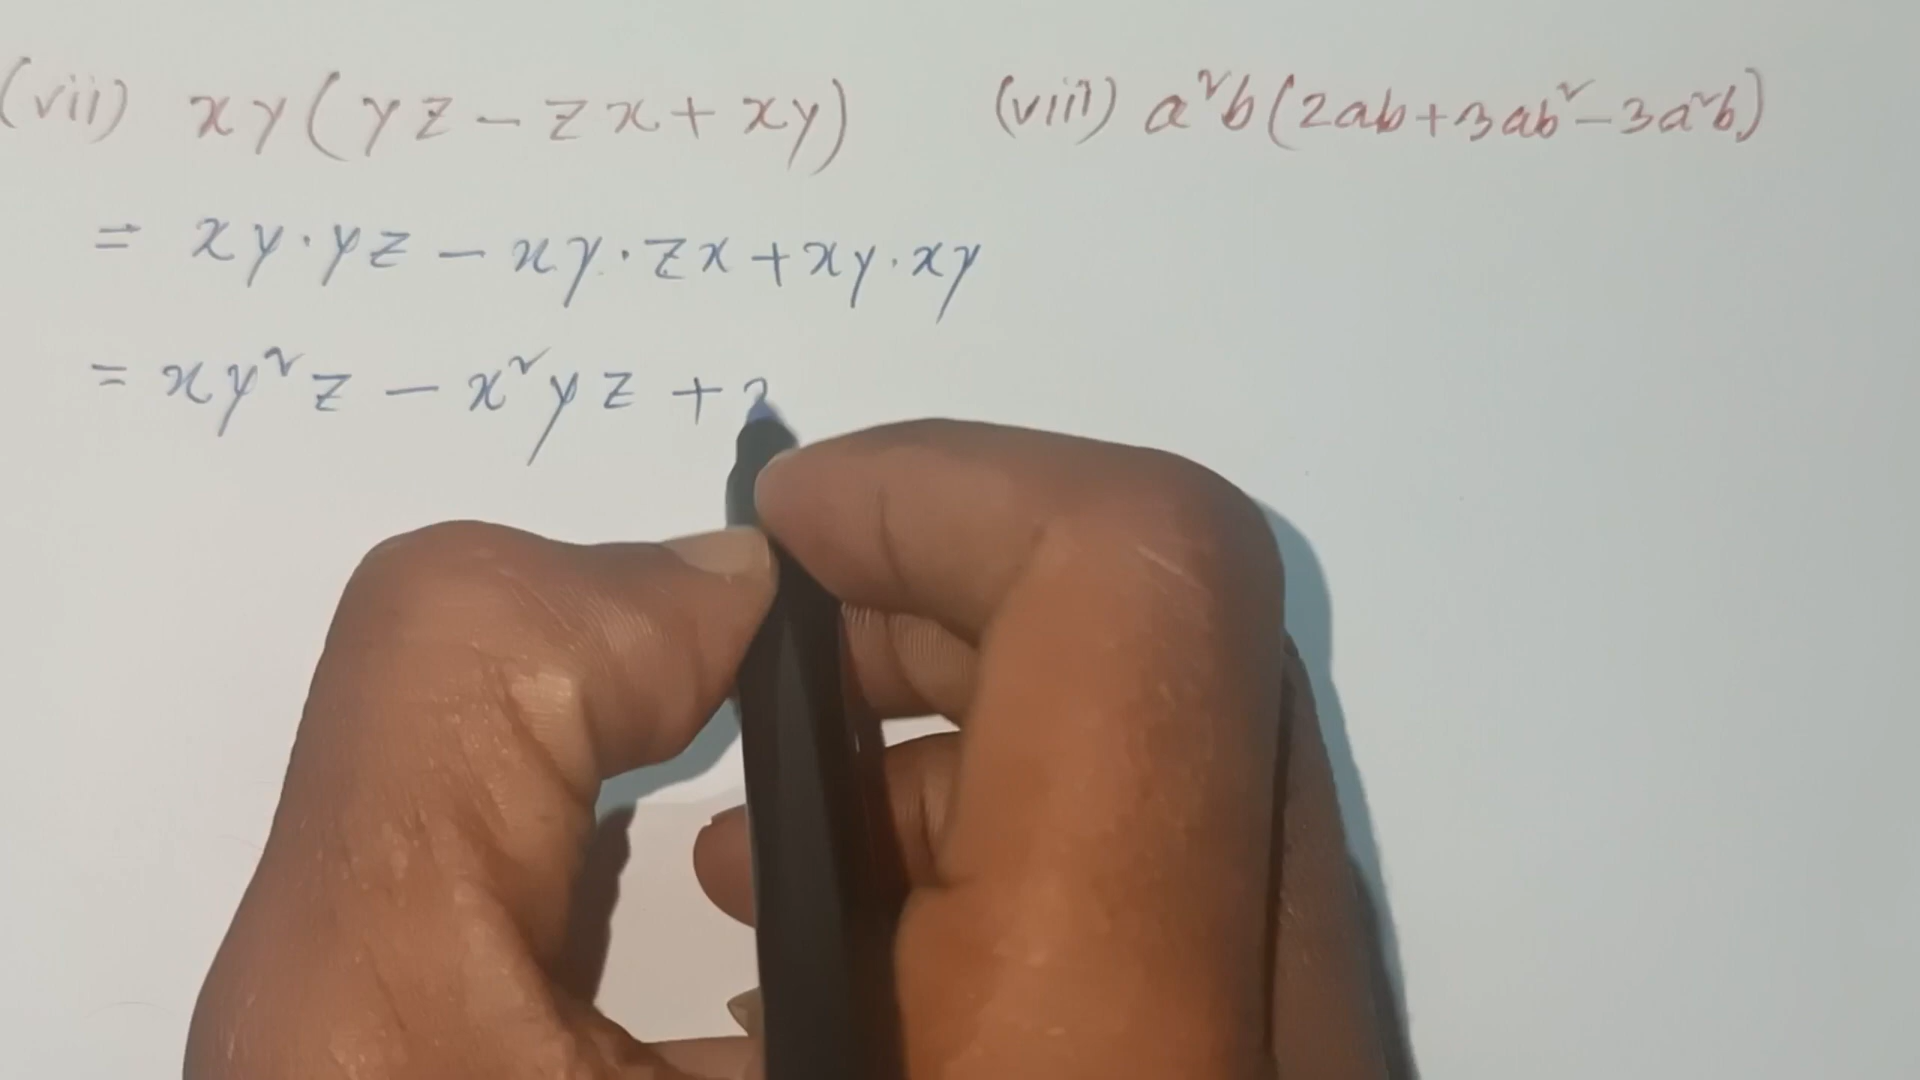 (vii) xy(yz-zx+xy)
(viii) a²b(2ab+3ab²-3a²b)
= xy·yz-xy·zx+xy·xy
= xy²z-x²yz+